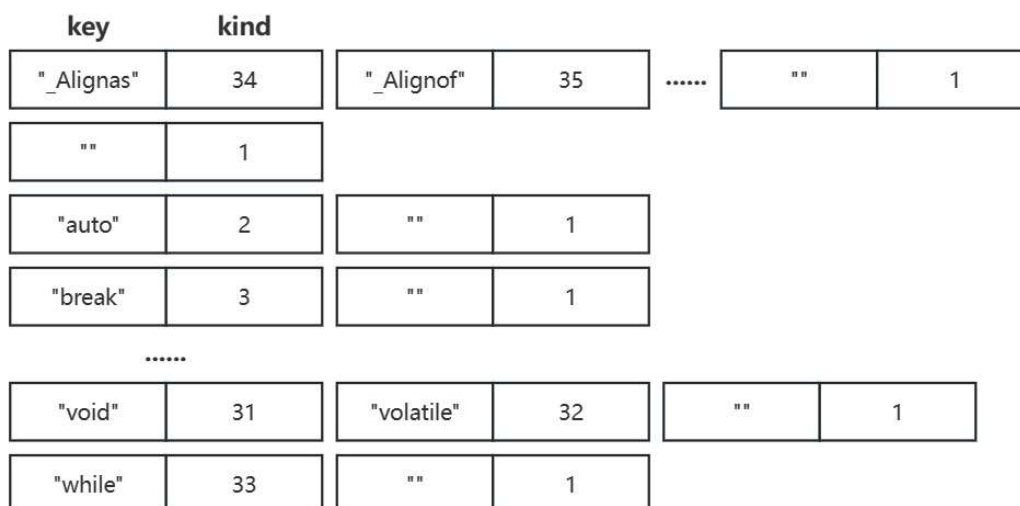 key kind
"_Alignas" 34 "_Alignof" 35 ...... "" 1
"" 1
"auto" 2 "" 1
"break" 3 "" 1
......
"void" 31 "volatile" 32 "" 1
"while" 33 "" 1